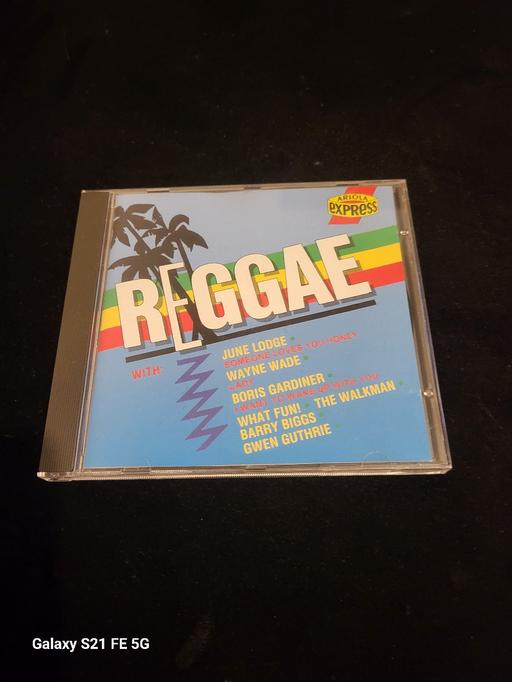 ARIOLA
EXPRESS
REGGAE
WITH:
JUNE LODGE •
SOMEONE LOVES YOU HONEY
WAYNE WADE •
LADY
BORIS GARDINER •
I WANT TO WAKE UP WITH YOU
WHAT FUN! • THE WALKMAN •
BARRY BIGGS •
GWEN GUTHRIE •
Galaxy S21 FE 5G